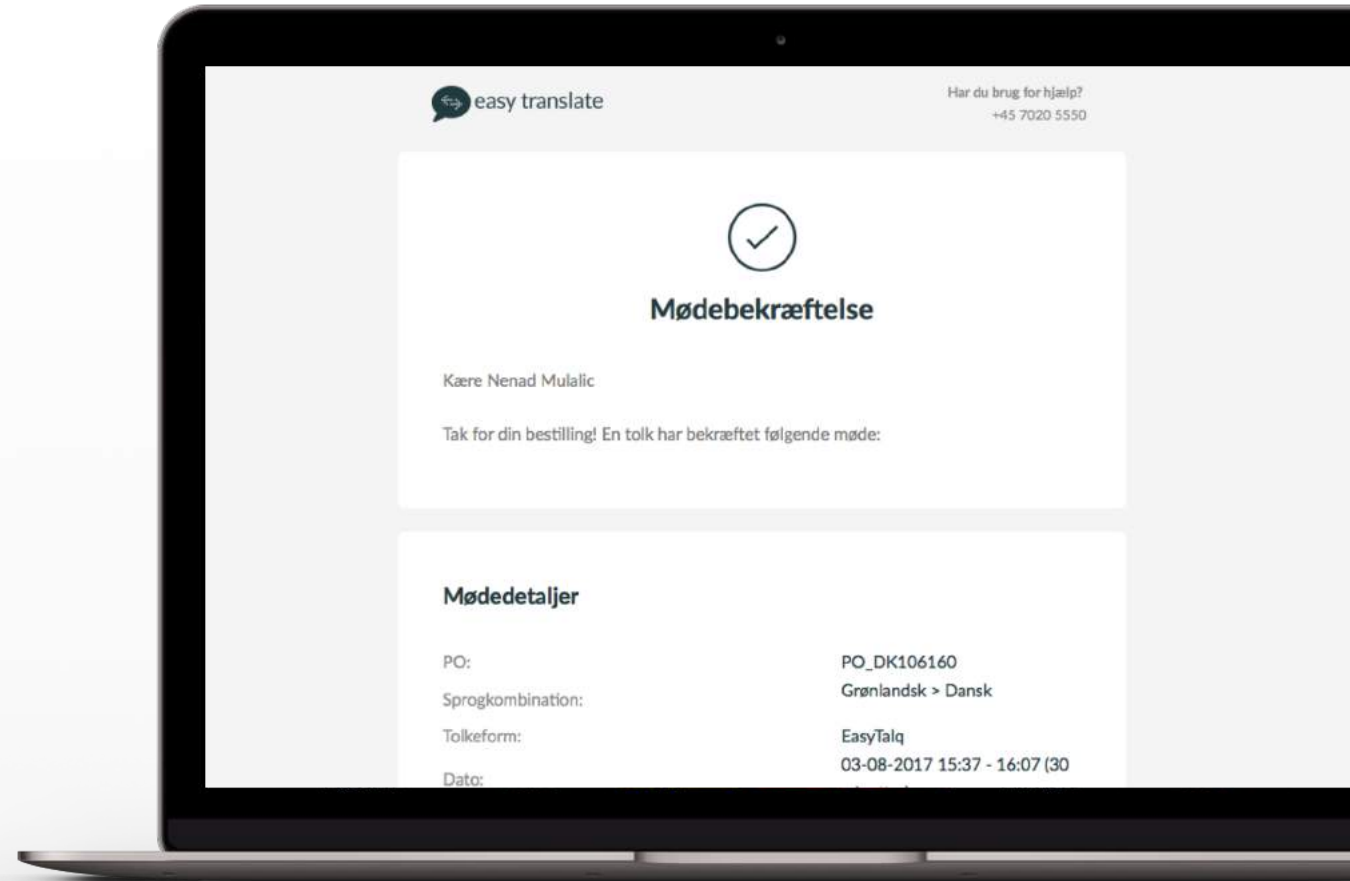 easy translate
Har du brug for hjælp?
+45 7020 5550
Mødebekræftelse
Kære Nenad Mulalic
Tak for din bestilling! En tolk har bekræftet følgende møde:
Mødedetaljer
PO: PO_DK106160
Sprogkombination: Grønlandsk > Dansk
Tolkeform: EasyTalq
Dato: 03-08-2017 15:37 - 16:07 (30